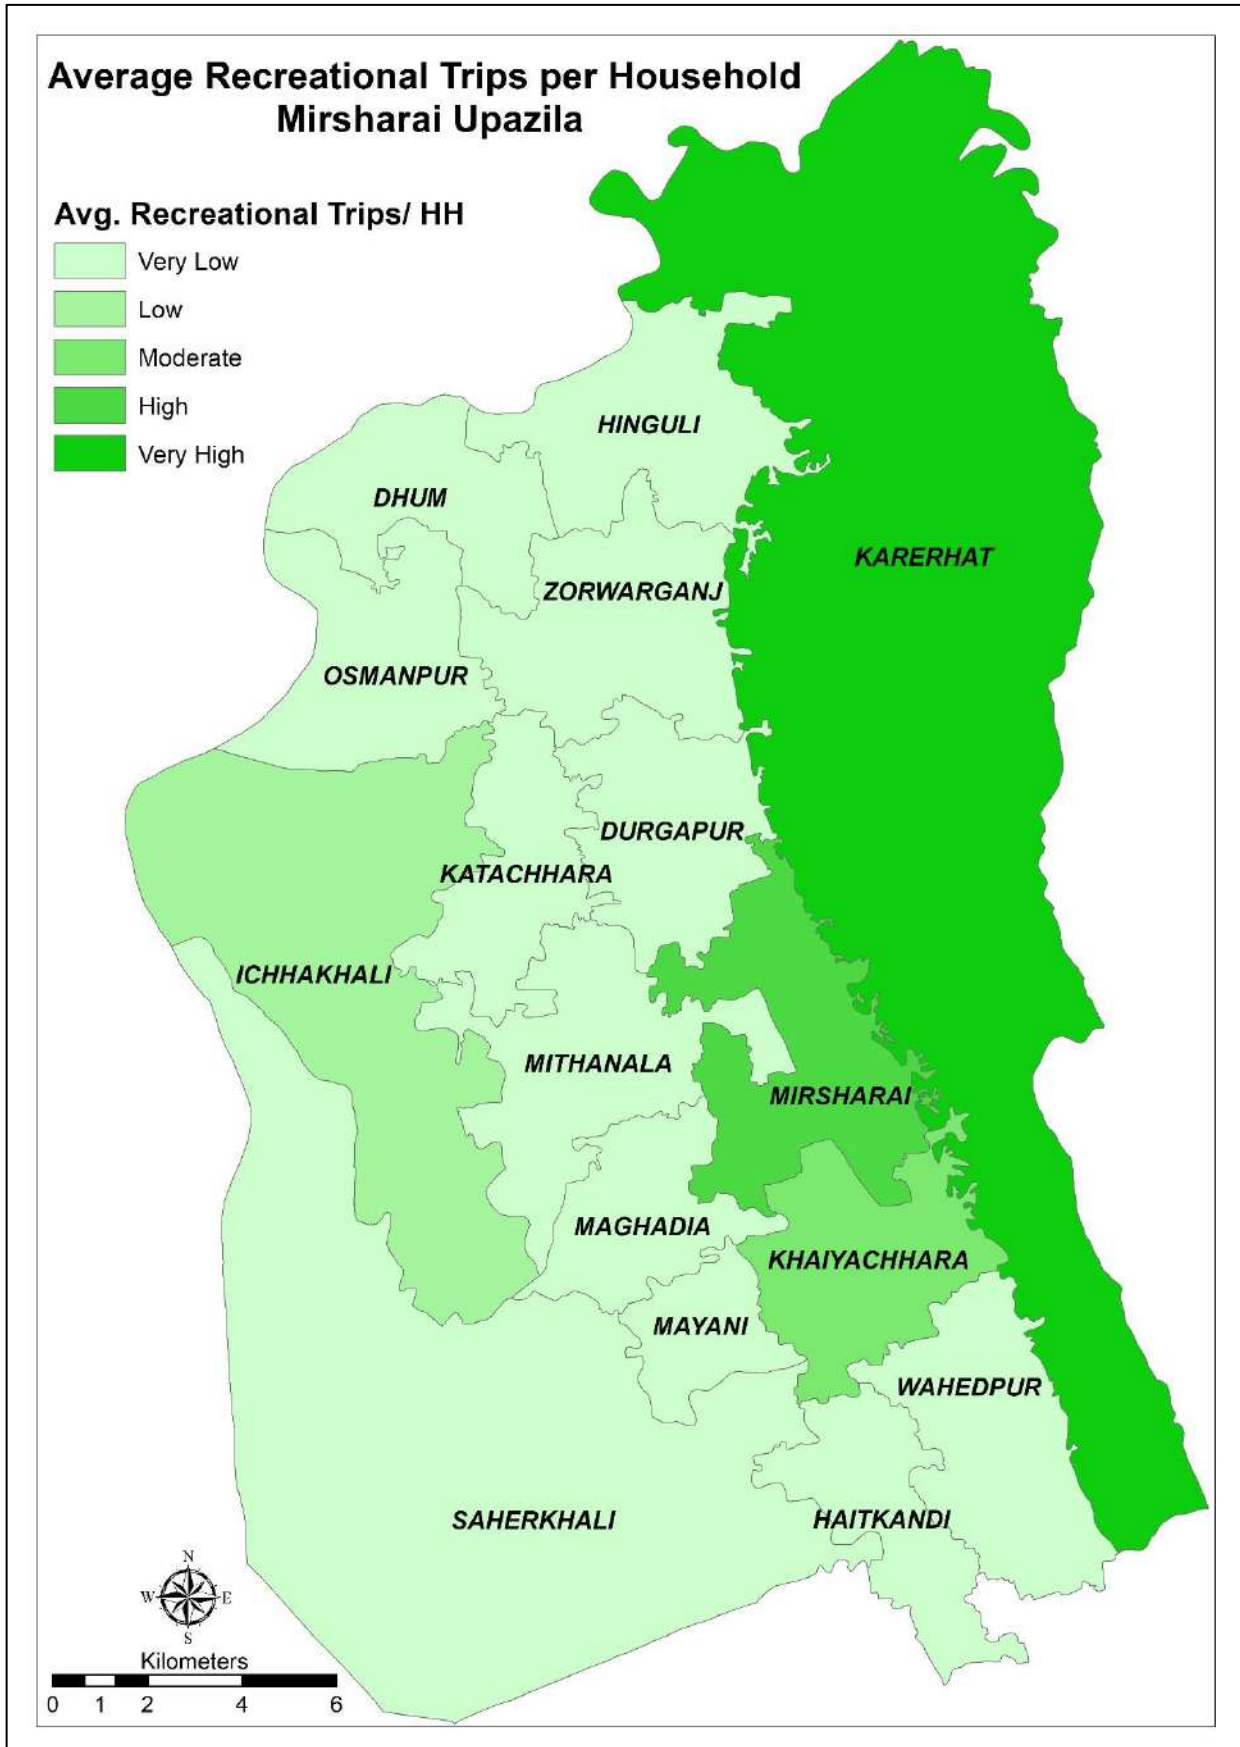 Average Recreational Trips per Household
Mirsharai Upazila
Avg. Recreational Trips/ HH
Very Low
Low
Moderate
High
Very High
HINGULI
DHUM
KARERHAT
ZORWARGANJ
OSMANPUR
DURGAPUR
KATACHHARA
ICHHAKHALI
MITHANALA
MIRSHARAI
MAGHADIA
KHAIYACHHARA
MAYANI
WAHEDPUR
SAHERKHALI
HAITKANDI
N
W E
S
Kilometers
0 1 2 4 6